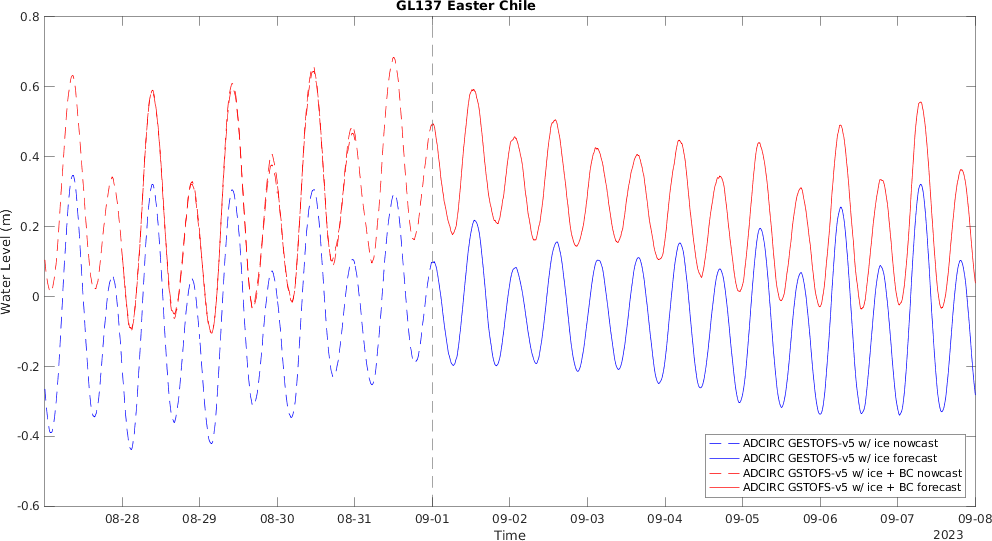 GL137 Easter Chile
0.8
0.6
0.4
0.2
0
-0.2
-0.4
-0.6
Water Level (m)
ADCIRC GESTOFS-v5 w/ ice nowcast
ADCIRC GESTOFS-v5 w/ ice forecast
ADCIRC GSTOFS-v5 w/ ice + BC nowcast
ADCIRC GSTOFS-v5 w/ ice + BC forecast
08-28 08-29 08-30 08-31 09-01 09-02 09-03 09-04 09-05 09-06 09-07 09-08
Time
2023